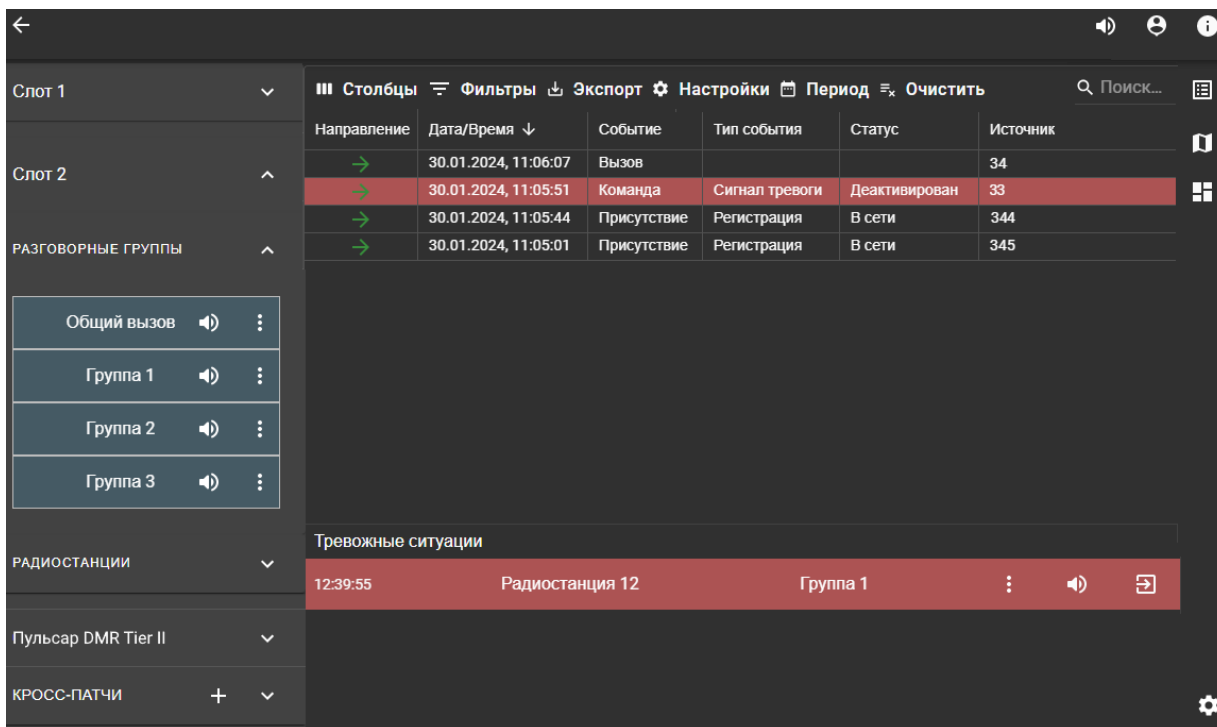 Слот 1
Слот 2
РАЗГОВОРНЫЕ ГРУППЫ
Общий вызов
Группа 1
Группа 2
Группа 3
РАДИОСТАНЦИИ
Пульсар DMR Tier II
КРОСС-ПАТЧИ
Столбцы Фильтры Экспорт Настройки Период Очистить Поиск...
Направление Дата/Время Событие Тип события Статус Источник
30.01.2024, 11:06:07 Вызов 34
30.01.2024, 11:05:51 Команда Сигнал тревоги Деактивирован 33
30.01.2024, 11:05:44 Присутствие Регистрация В сети 344
30.01.2024, 11:05:01 Присутствие Регистрация В сети 345
Тревожные ситуации
12:39:55 Радиостанция 12 Группа 1